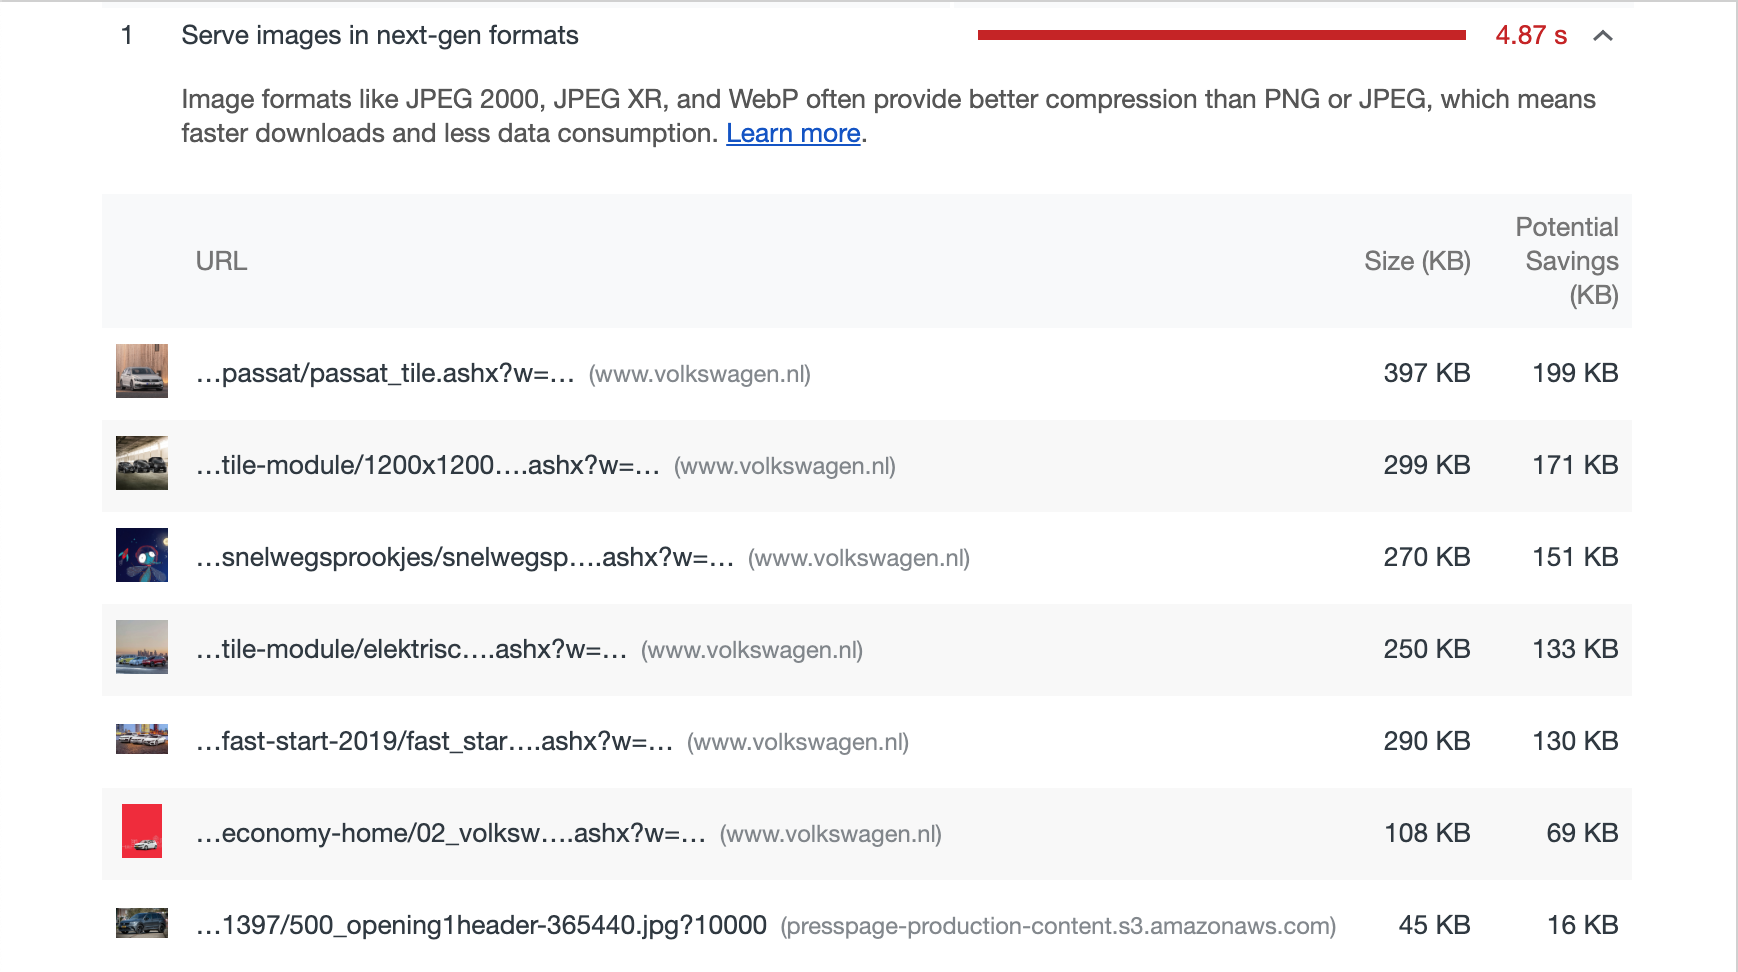 1 Serve images in next-gen formats 4.87 s
Image formats like JPEG 2000, JPEG XR, and WebP often provide better compression than PNG or JPEG, which means
faster downloads and less data consumption. Learn more.
URL Size (KB) Potential Savings (KB)
…passat/passat_tile.ashx?w=… (www.volkswagen.nl) 397 KB 199 KB
…tile-module/1200x1200….ashx?w=… (www.volkswagen.nl) 299 KB 171 KB
…snelwegsprookjes/snelwegsp….ashx?w=… (www.volkswagen.nl) 270 KB 151 KB
…tile-module/elektrisc….ashx?w=… (www.volkswagen.nl) 250 KB 133 KB
…fast-start-2019/fast_star….ashx?w=… (www.volkswagen.nl) 290 KB 130 KB
…economy-home/02_volksw….ashx?w=… (www.volkswagen.nl) 108 KB 69 KB
…1397/500_opening1header-365440.jpg?10000 (presspage-production-content.s3.amazonaws.com) 45 KB 16 KB